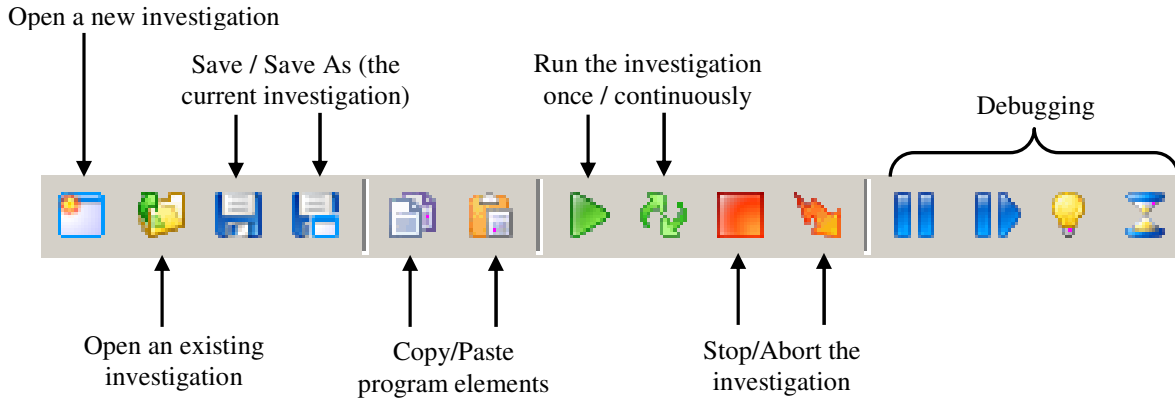 Open a new investigation
Save / Save As (the
current investigation)
Run the investigation
once / continuously
Debugging
Open an existing
investigation
Copy/Paste
program elements
Stop/Abort the
investigation